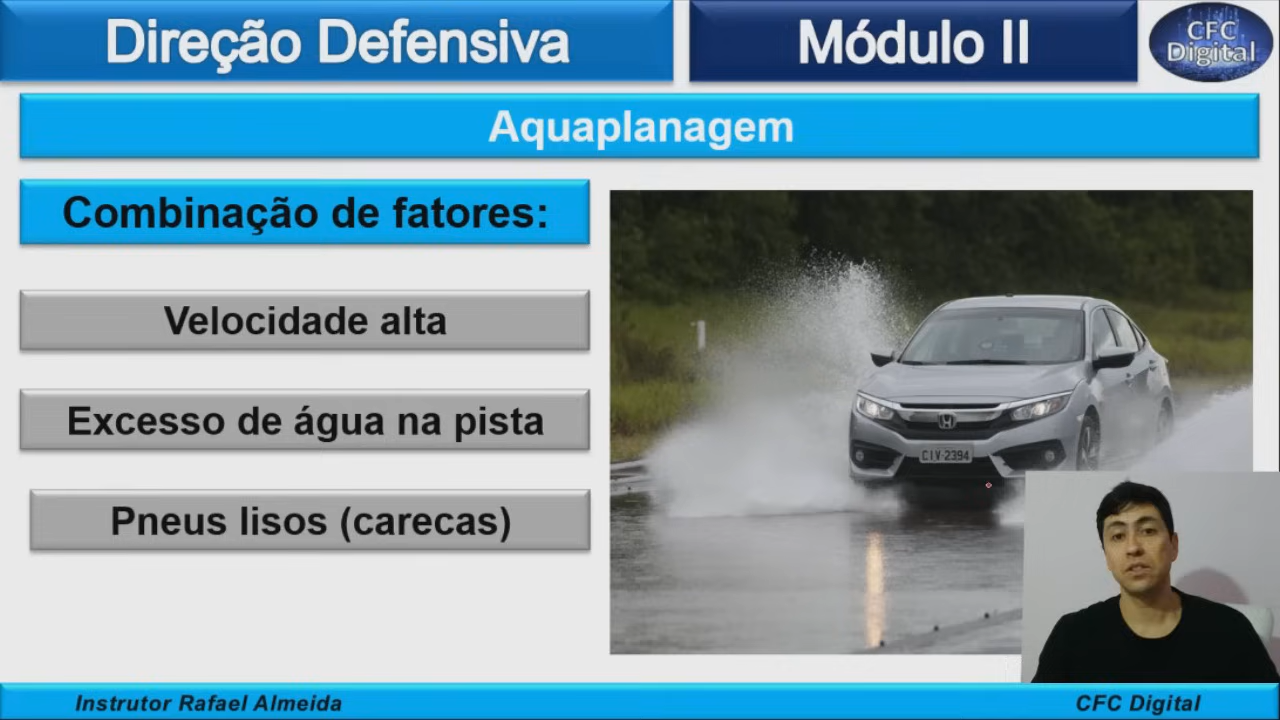 Direção Defensiva
Módulo II
CFC
Digital
Aquaplanagem
Combinação de fatores:
Velocidade alta
Excesso de água na pista
Pneus lisos (carecas)
CIV-2394
Instrutor Rafael Almeida
CFC Digital